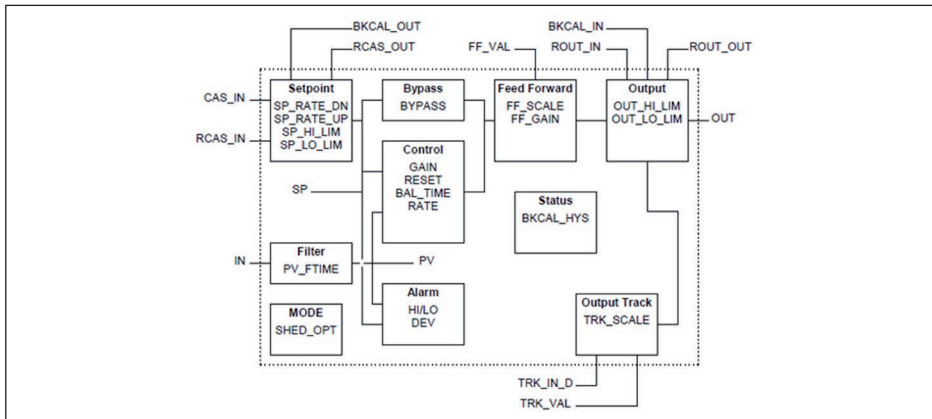 BKCAL_OUT
BKCAL_IN
RCAS_OUT
FF_VAL
ROUT_IN
ROUT_OUT
CAS_IN
RCAS_IN
Setpoint
SP_RATE_DN
SP_RATE_UP
SP_HI_LIM
SP_LO_LIM
Bypass
BYPASS
Feed Forward
FF_SCALE
FF_GAIN
Output
OUT_HI_LIM
OUT_LO_LIM
OUT
Control
GAIN
RESET
BAL_TIME
RATE
SP
Status
BKCAL_HYS
IN
Filter
PV_FTIME
PV
Alarm
HI/LO
DEV
MODE
SHED_OPT
Output Track
TRK_SCALE
TRK_IN_D
TRK_VAL